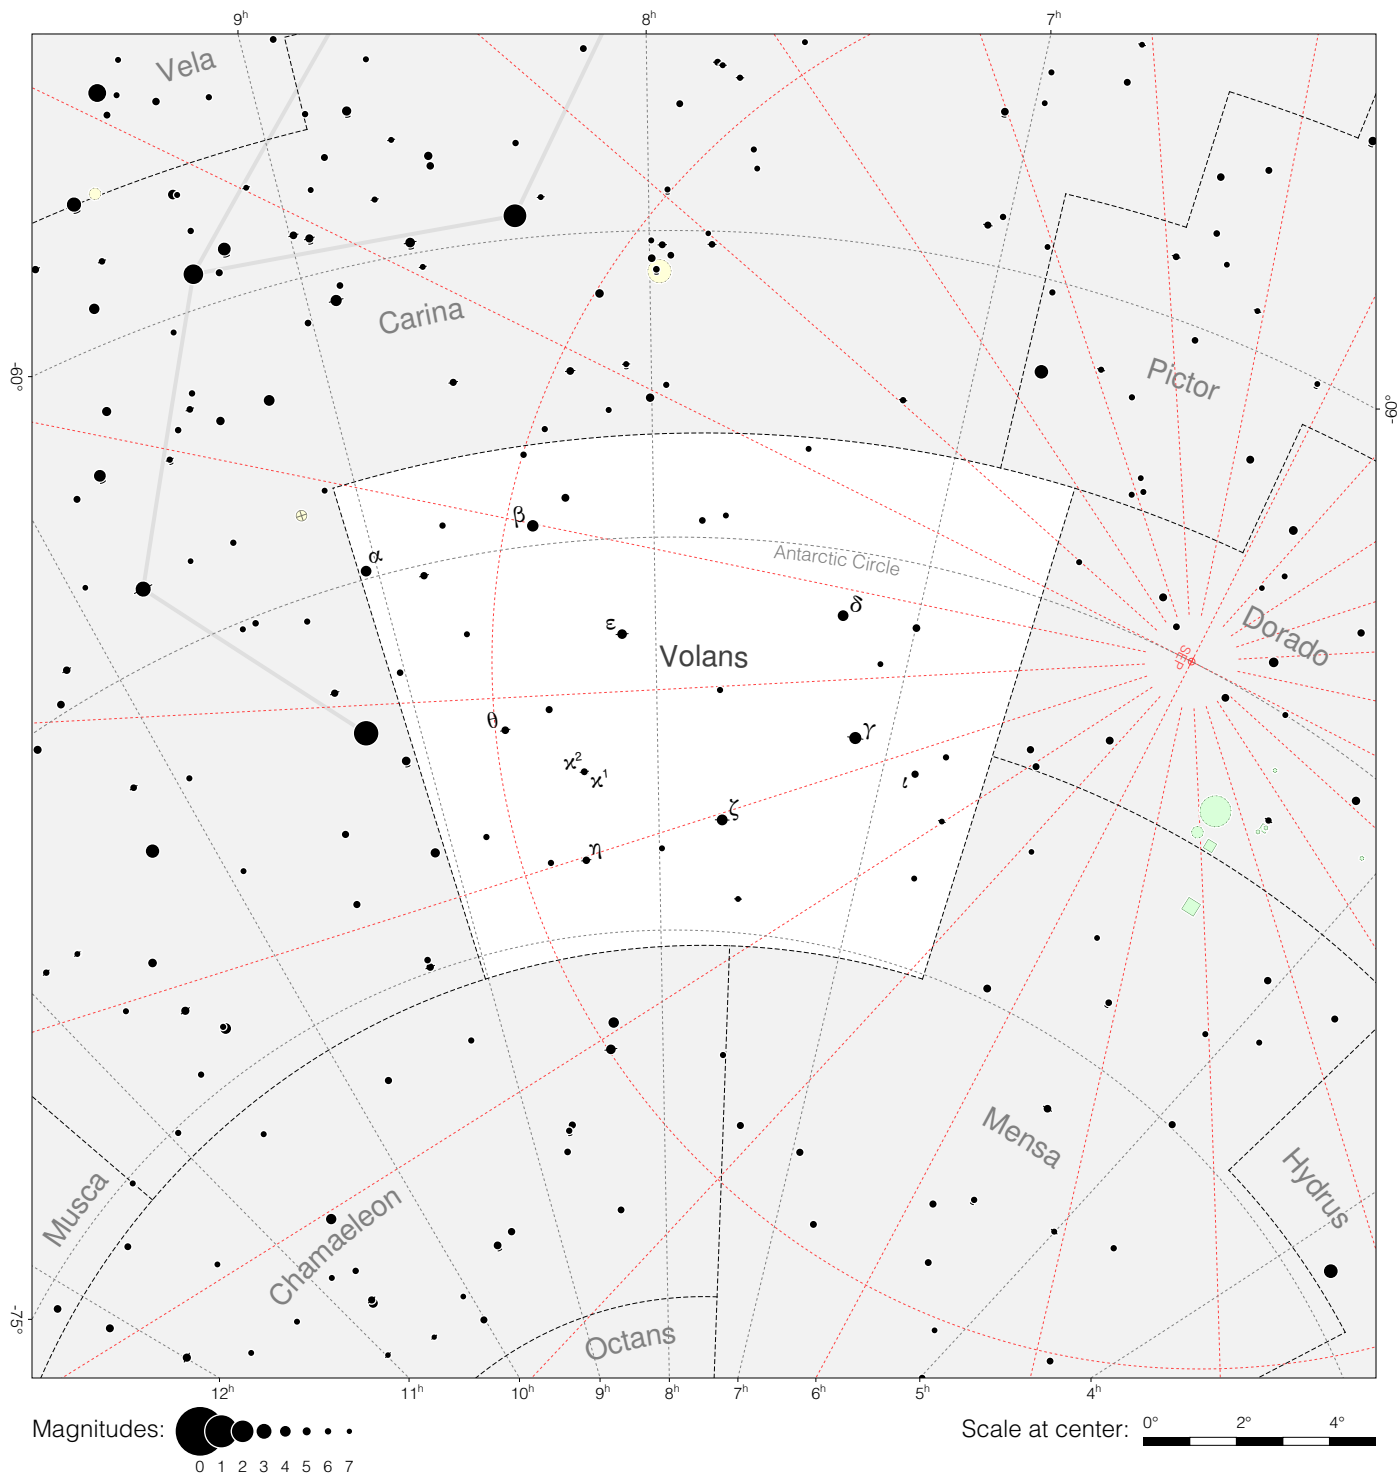 9h 8h 7h
Vela
Carina
-60°
Pictor
-60°
β
α
Antarctic Circle
δ
ε
Volans
Dorado
SEP
θ
γ
ϰ2
ϰ1
ι
ζ
η
Mensa
Musca
Hydrus
Chamaeleon
-75°
Octans
12h 11h 10h 9h 8h 7h 6h 5h 4h
Magnitudes:
0 1 2 3 4 5 6 7
Scale at center:
0° 2° 4°